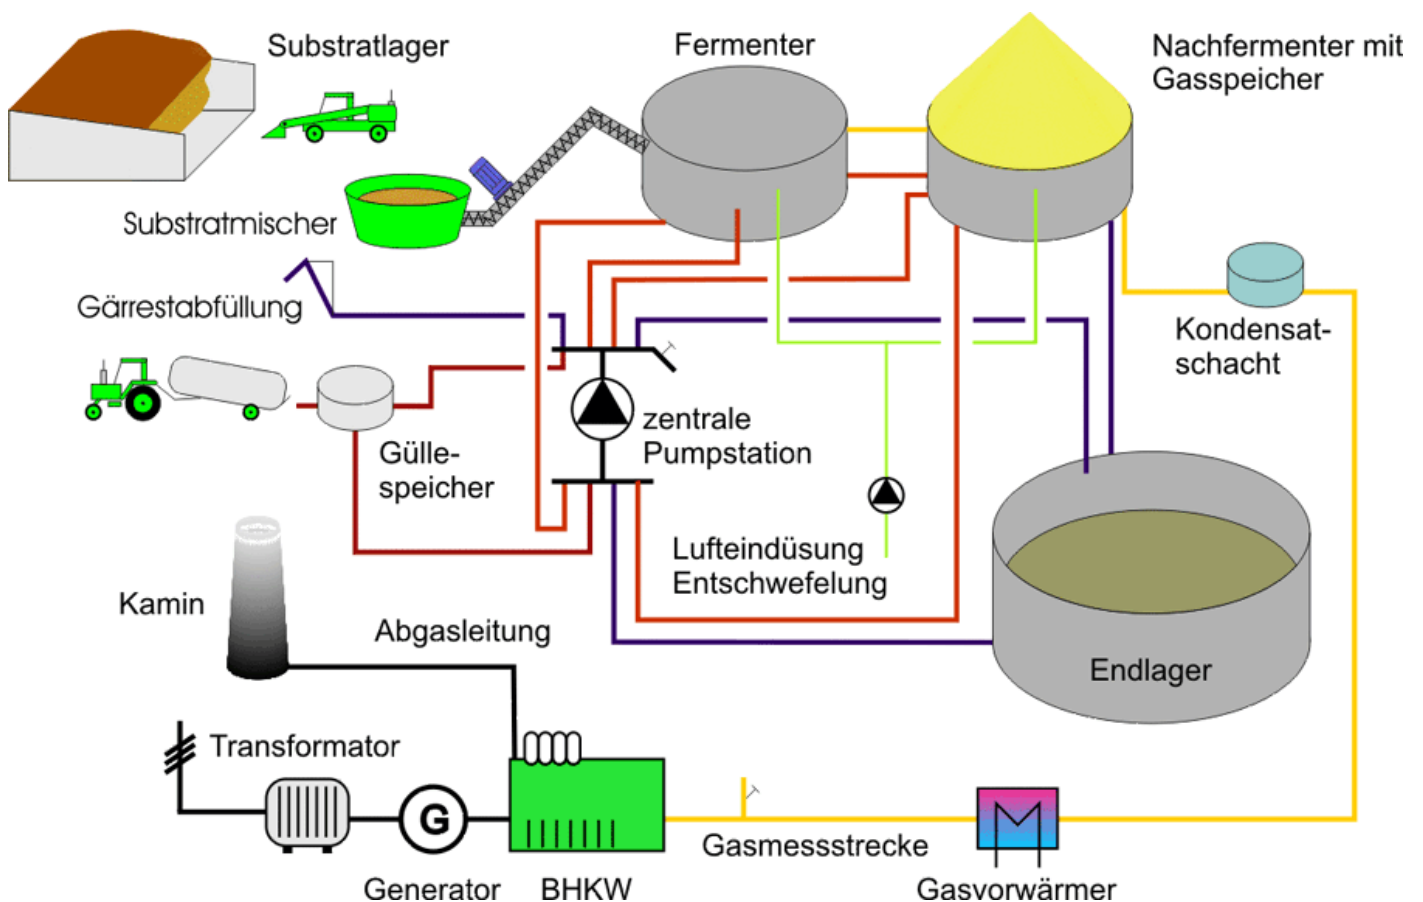 Substratlager
Fermenter
Nachfermenter mit
Gasspeicher
Substratmischer
Gärrestabfüllung
Kondensat-
schacht
zentrale
Pumpstation
Gülle-
speicher
Lufteindüsung
Entschwefelung
Kamin
Abgasleitung
Endlager
Transformator
G
Gasmessstrecke
Generator
BHKW
Gasvorwärmer